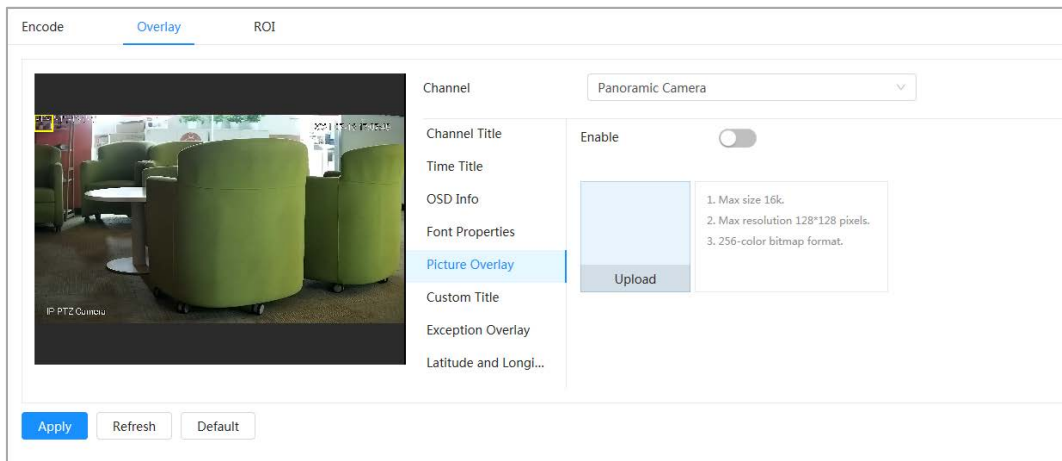 Encode Overlay ROI
Channel Panoramic Camera
Channel Title
Time Title
OSD Info
Font Properties
Picture Overlay
Custom Title
Exception Overlay
Latitude and Longi...
Enable
1. Max size 16k.
2. Max resolution 128*128 pixels.
3. 256-color bitmap format.
Upload
IP PTZ Camera
Apply Refresh Default